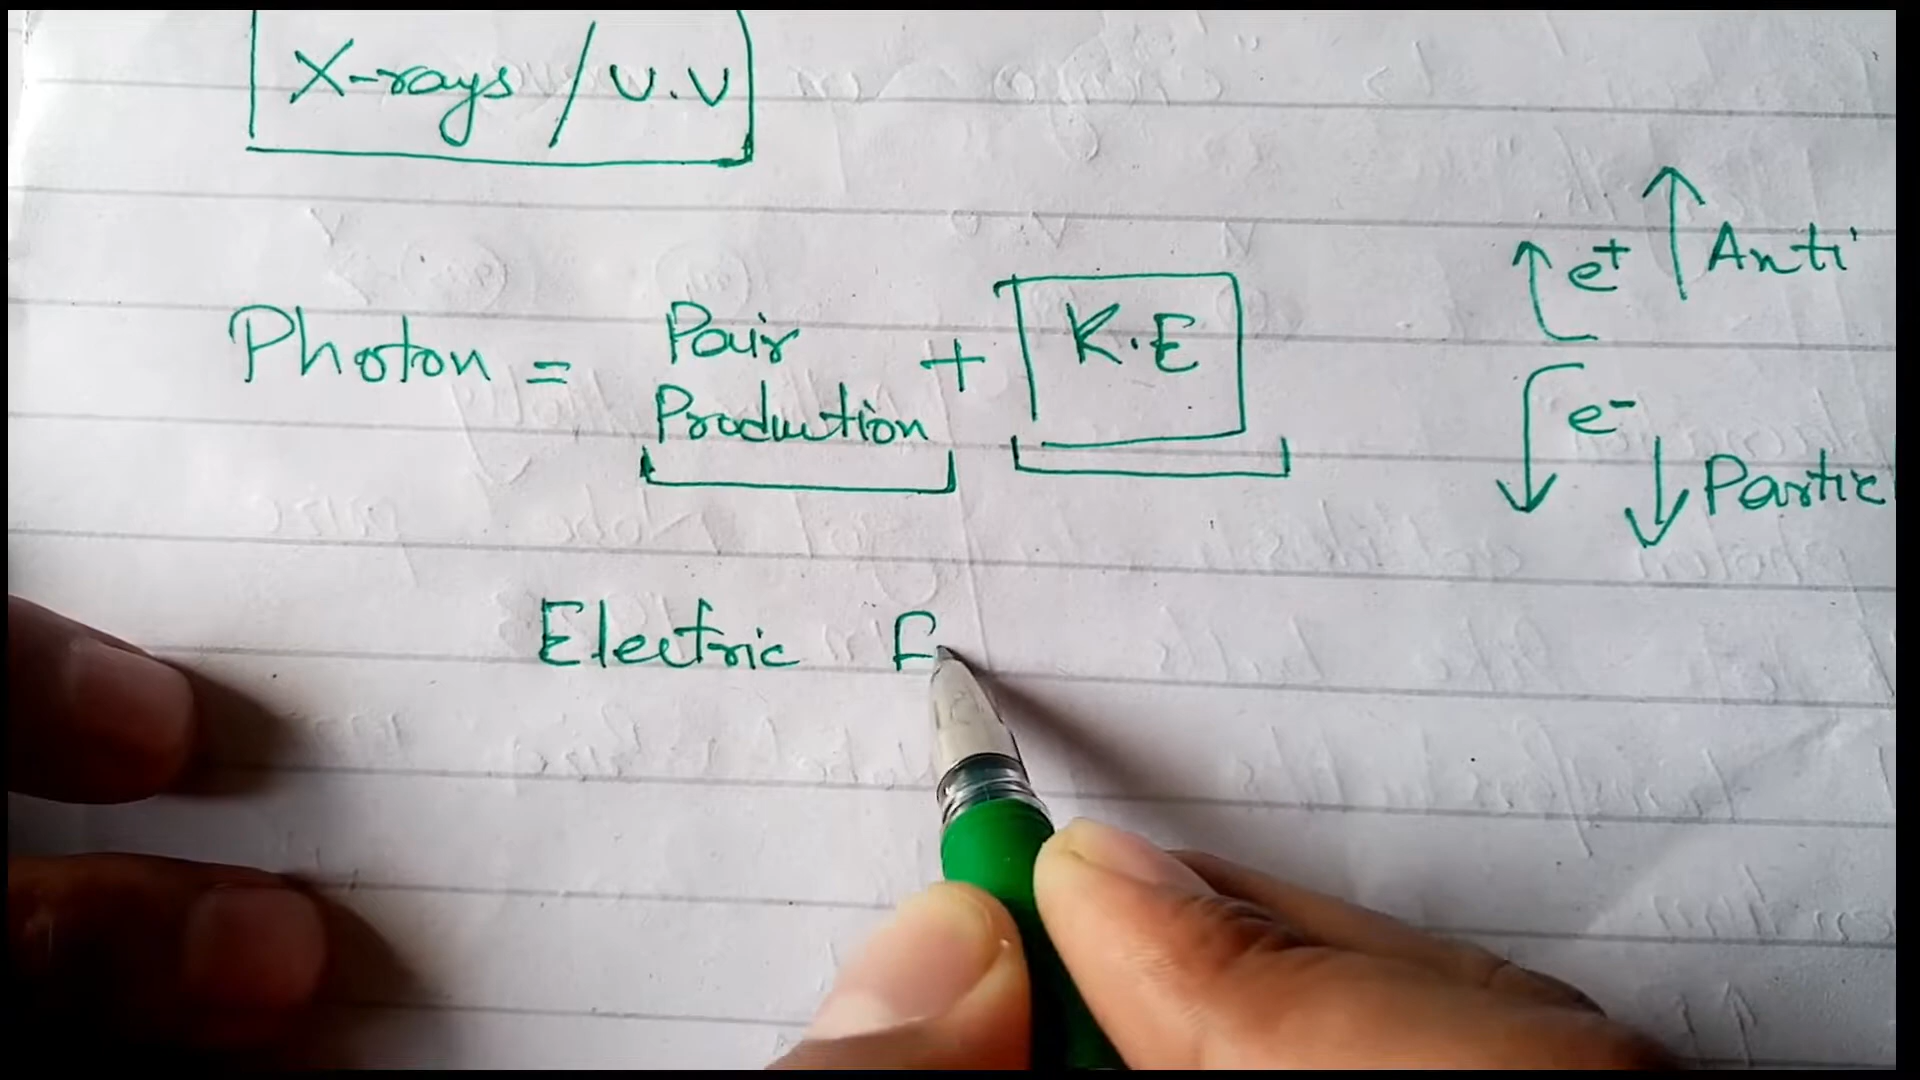 X-rays / U.V
Photon = Pair Production + K.E
e+ Anti
e- Partic
Electric F